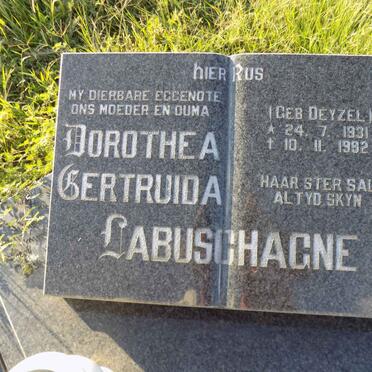 HIER RUS
MY DIERBARE EGGENOTE
ONS MOEDER EN OUMA
DOROTHEA
GERTRUIDA
LABUSCHAGNE
(GEB DEYZEL)
* 24. 7. 1931
† 10. 11. 1992
HAAR STER SAL
ALTYD SKYN